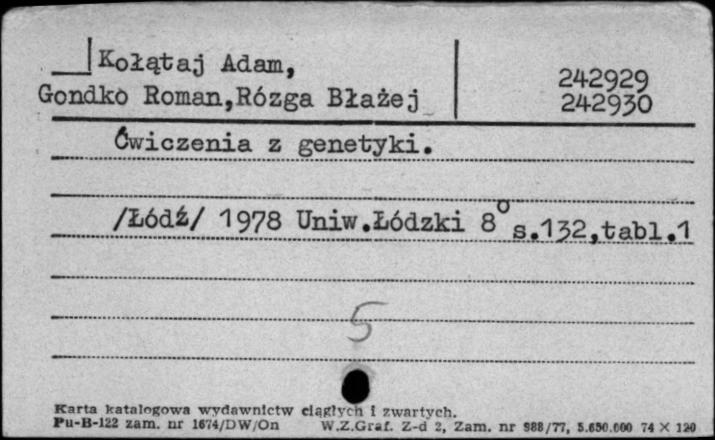 Kołątaj Adam,
Gondko Roman,Rózga Błażej
242929
242930
Ćwiczenia z genetyki.
/Łódź/ 1978 Uniw.Łódzki 8° s.132,tabl.1
5
Karta katalogowa wydawnictw ciągłych i zwartych.
Pu-B-122 zam. nr 1674/DW/On W.Z.Graf. Z-d 2, Zam. nr 988/77, 5.650.000 74 X 120